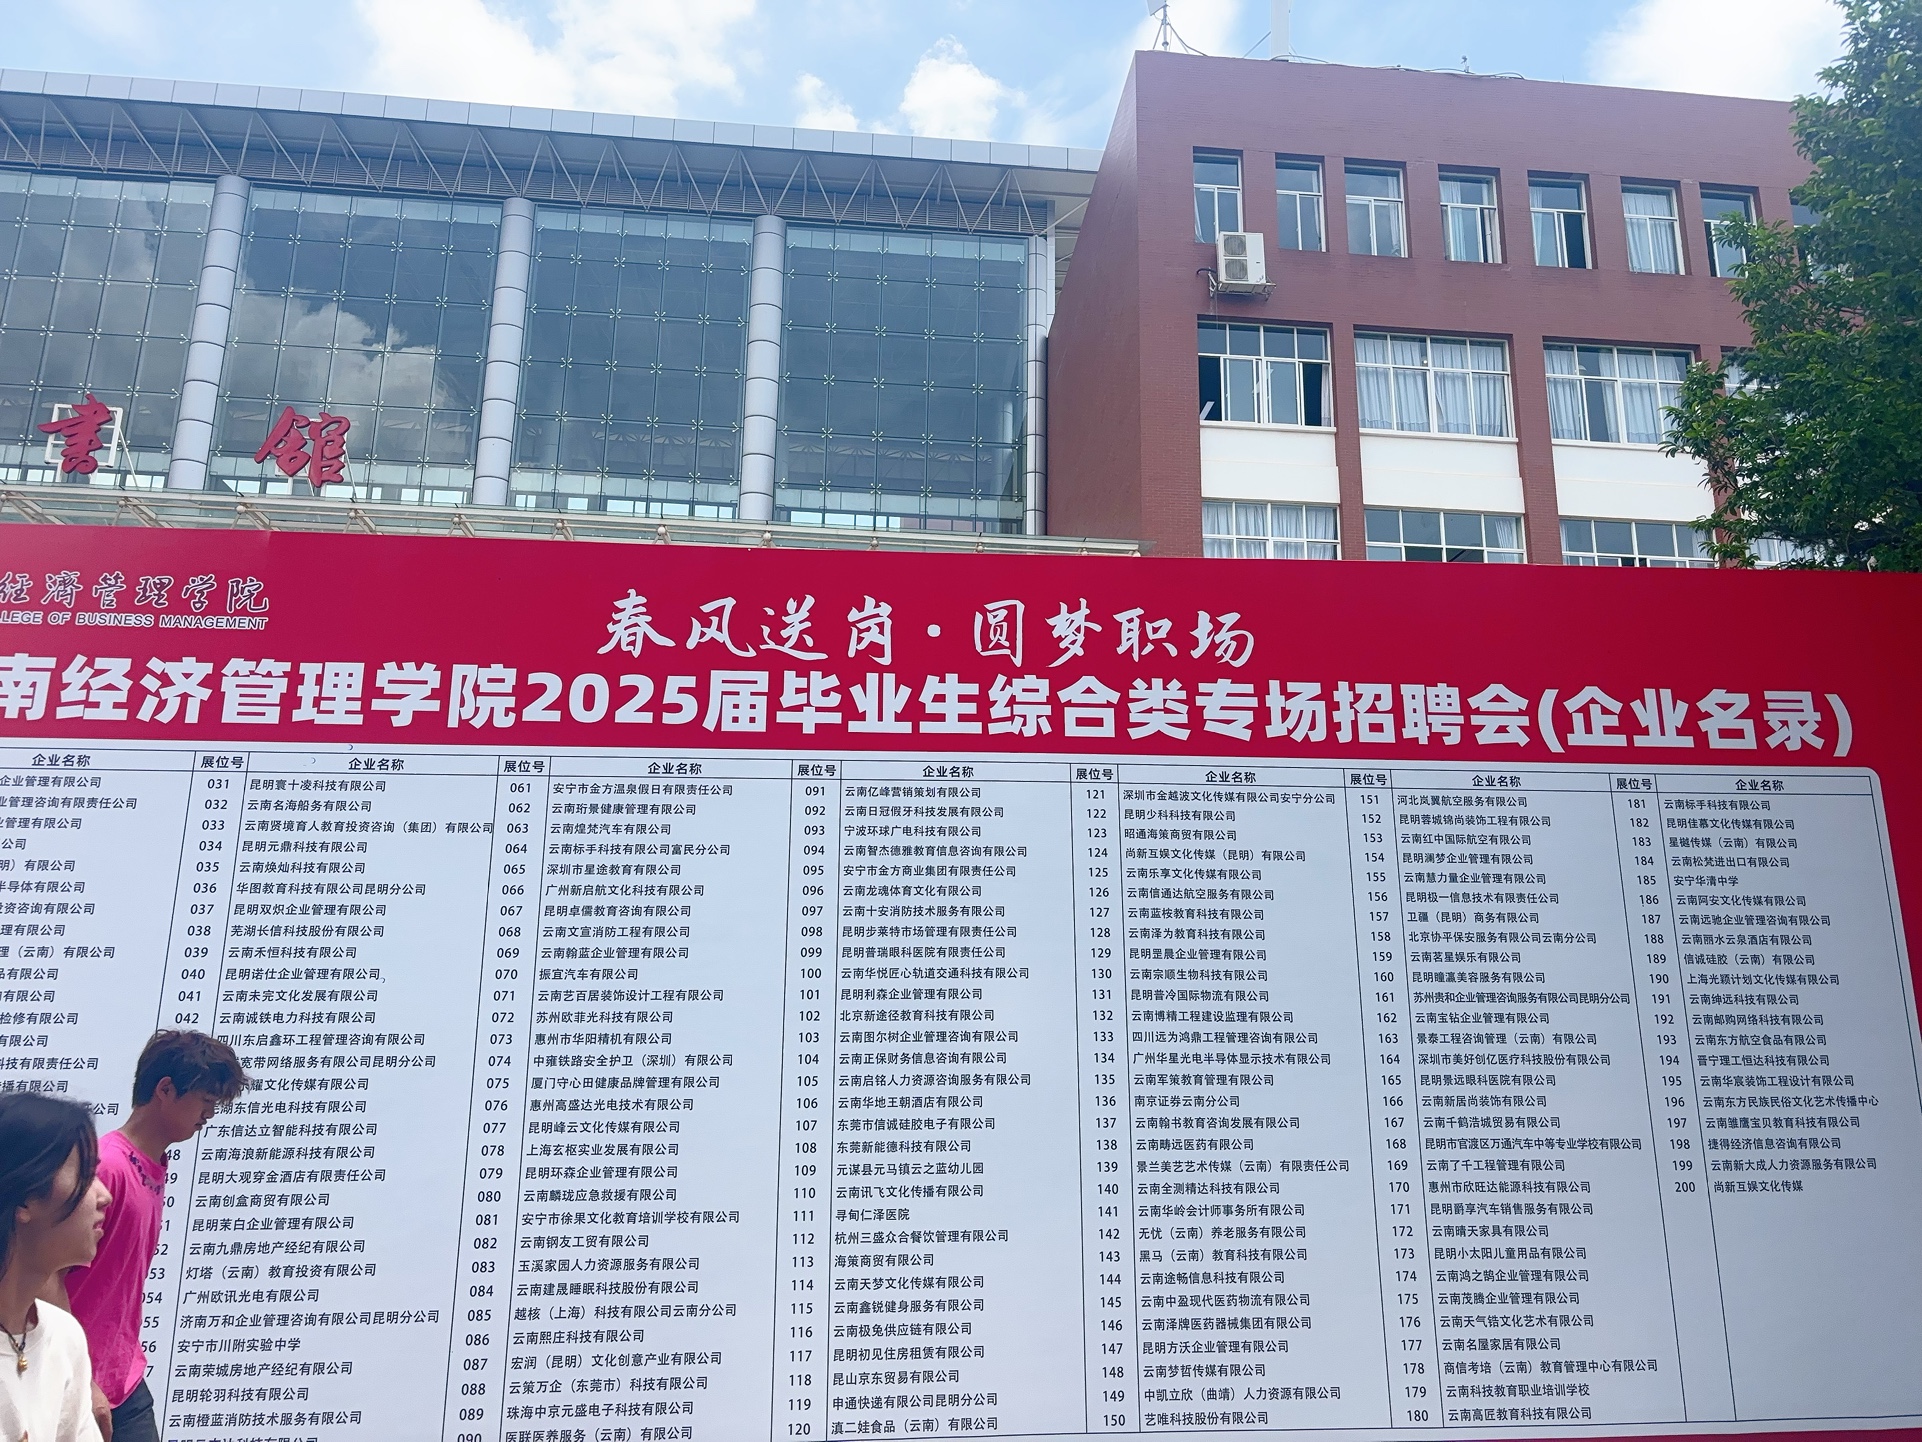 書 館
经濟管理学院
LEGE OF BUSINESS MANAGEMENT
春风送岗·圆梦职场
南经济管理学院2025届毕业生综合类专场招聘会(企业名录)
企业名称
企业管理有限公司
业管理咨询有限责任公司
业管理有限公司
公司
明）有限公司
半导体有限公司
投资咨询有限公司
理有限公司
理（云南）有限公司
品有限公司
有限公司
检修有限公司
有限公司
科技有限责任公司
播有限公司
展位号 企业名称
031 昆明寰十凌科技有限公司
032 云南名海船务有限公司
033 云南贤境育人教育投资咨询（集团）有限公司
034 昆明元鼎科技有限公司
035 云南焕灿科技有限公司
036 华图教育科技有限公司昆明分公司
037 昆明双炽企业管理有限公司
038 芜湖长信科技股份有限公司
039 云南禾恒科技有限公司
040 昆明诺仕企业管理有限公司
041 云南未完文化发展有限公司
042 云南诚铁电力科技有限公司
四川东启鑫环工程管理咨询有限公司
宽带网络服务有限公司昆明分公司
乐耀文化传媒有限公司
芜湖东信光电科技有限公司
广东信达立智能科技有限公司
48 云南海浪新能源科技有限公司
49 昆明大观穿金酒店有限责任公司
50 云南创盒商贸有限公司
51 昆明茉白企业管理有限公司
52 云南九鼎房地产经纪有限公司
053 灯塔（云南）教育投资有限公司
054 广州欧讯光电有限公司
055 济南万和企业管理咨询有限公司昆明分公司
56 安宁市川附实验中学
7 云南荣城房地产经纪有限公司
昆明轮羽科技有限公司
云南橙蓝消防技术服务有限公司
展位号 企业名称
061 安宁市金方温泉假日有限责任公司
062 云南珩景健康管理有限公司
063 云南煌梵汽车有限公司
064 云南标手科技有限公司富民分公司
065 深圳市星途教育有限公司
066 广州新启航文化科技有限公司
067 昆明卓儒教育咨询有限公司
068 云南文宣消防工程有限公司
069 云南翰蓝企业管理有限公司
070 振宜汽车有限公司
071 云南艺百居装饰设计工程有限公司
072 苏州欧菲光科技有限公司
073 惠州市华阳精机有限公司
074 中雍铁路安全护卫（深圳）有限公司
075 厦门守心田健康品牌管理有限公司
076 惠州高盛达光电技术有限公司
077 昆明峰云文化传媒有限公司
078 上海玄枢实业发展有限公司
079 昆明环森企业管理有限公司
080 云南麟珑应急救援有限公司
081 安宁市徐果文化教育培训学校有限公司
082 云南钢友工贸有限公司
083 玉溪家园人力资源服务有限公司
084 云南建晟睡眠科技股份有限公司
085 越核（上海）科技有限公司云南分公司
086 云南熙庄科技有限公司
087 宏润（昆明）文化创意产业有限公司
088 云策万企（东莞市）科技有限公司
089 珠海中京元盛电子科技有限公司
090 医联医养服务（云南）有限公司
展位号 企业名称
091 云南亿峰营销策划有限公司
092 云南日冠假牙科技发展有限公司
093 宁波环球广电科技有限公司
094 云南智杰德雅教育信息咨询有限公司
095 安宁市金方商业集团有限责任公司
096 云南龙魂体育文化有限公司
097 云南十安消防技术服务有限公司
098 昆明步莱特市场管理有限责任公司
099 昆明普瑞眼科医院有限责任公司
100 云南华悦匠心轨道交通科技有限公司
101 昆明利森企业管理有限公司
102 北京新途径教育科技有限公司
103 云南图尔树企业管理咨询有限公司
104 云南正保财务信息咨询有限公司
105 云南启铭人力资源咨询服务有限公司
106 云南华地王朝酒店有限公司
107 东莞市信诚硅胶电子有限公司
108 东莞新能德科技有限公司
109 元谋县元马镇云之蓝幼儿园
110 云南讯飞文化传播有限公司
111 寻甸仁泽医院
112 杭州三盛众合餐饮管理有限公司
113 海策商贸有限公司
114 云南天梦文化传媒有限公司
115 云南鑫锐健身服务有限公司
116 云南极兔供应链有限公司
117 昆明初见住房租赁有限公司
118 昆山京东贸易有限公司
119 申通快递有限公司昆明分公司
120 滇二娃食品（云南）有限公司
展位号 企业名称
121 深圳市金越波文化传媒有限公司安宁分公司
122 昆明少科科技有限公司
123 昭通海策商贸有限公司
124 尚新互娱文化传媒（昆明）有限公司
125 云南乐享文化传媒有限公司
126 云南信通达航空服务有限公司
127 云南蓝桉教育科技有限公司
128 云南泽为教育科技有限公司
129 昆明罡晨企业管理有限公司
130 云南宗顺生物科技有限公司
131 昆明普冷国际物流有限公司
132 云南博精工程建设监理有限公司
133 四川远为鸿鼎工程管理咨询有限公司
134 广州华星光电半导体显示技术有限公司
135 云南军策教育管理有限公司
136 南京证券云南分公司
137 云南翰书教育咨询发展有限公司
138 云南畴远医药有限公司
139 景兰美艺艺术传媒（云南）有限责任公司
140 云南全测精达科技有限公司
141 云南华岭会计师事务所有限公司
142 无忧（云南）养老服务有限公司
143 黑马（云南）教育科技有限公司
144 云南途畅信息科技有限公司
145 云南中盈现代医药物流有限公司
146 云南泽牌医药器械集团有限公司
147 昆明方沃企业管理有限公司
148 云南梦哲传媒有限公司
149 中凯立欣（曲靖）人力资源有限公司
150 艺唯科技股份有限公司
展位号 企业名称
151 河北岚翼航空服务有限公司
152 昆明蓉城锦尚装饰工程有限公司
153 云南红中国际航空有限公司
154 昆明澜梦企业管理有限公司
155 云南慧力量企业管理有限公司
156 昆明极一信息技术有限责任公司
157 卫疆（昆明）商务有限公司
158 北京协平保安服务有限公司云南分公司
159 云南茗星娱乐有限公司
160 昆明瞳瀛美容服务有限公司
161 苏州贵和企业管理咨询服务有限公司昆明分公司
162 云南宝钻企业管理有限公司
163 景泰工程咨询管理（云南）有限公司
164 深圳市美好创亿医疗科技股份有限公司
165 昆明景远眼科医院有限公司
166 云南新居尚装饰有限公司
167 云南千鹤浩城贸易有限公司
168 昆明市官渡区万通汽车中等专业学校有限公司
169 云南了千工程管理有限公司
170 惠州市欣旺达能源科技有限公司
171 昆明爵享汽车销售服务有限公司
172 云南晴天家具有限公司
173 昆明小太阳儿童用品有限公司
174 云南鸿之鹄企业管理有限公司
175 云南茂腾企业管理有限公司
176 云南天气锆文化艺术有限公司
177 云南名屋家居有限公司
178 商信考培（云南）教育管理中心有限公司
179 云南科技教育职业培训学校
180 云南高匠教育科技有限公司
展位号 企业名称
181 云南标手科技有限公司
182 昆明佳慕文化传媒有限公司
183 星樾传媒（云南）有限公司
184 云南松梵进出口有限公司
185 安宁华清中学
186 云南阿安文化传媒有限公司
187 云南远驰企业管理咨询有限公司
188 云南丽水云泉酒店有限公司
189 信诚硅胶（云南）有限公司
190 上海光颢计划文化传媒有限公司
191 云南绅远科技有限公司
192 云南邮购网络科技有限公司
193 云南东方航空食品有限公司
194 晋宁理工恒达科技有限公司
195 云南华宸装饰工程设计有限公司
196 云南东方民族民俗文化艺术传播中心
197 云南雏鹰宝贝教育科技有限公司
198 捷得经济信息咨询有限公司
199 云南新大成人力资源服务有限公司
200 尚新互娱文化传媒